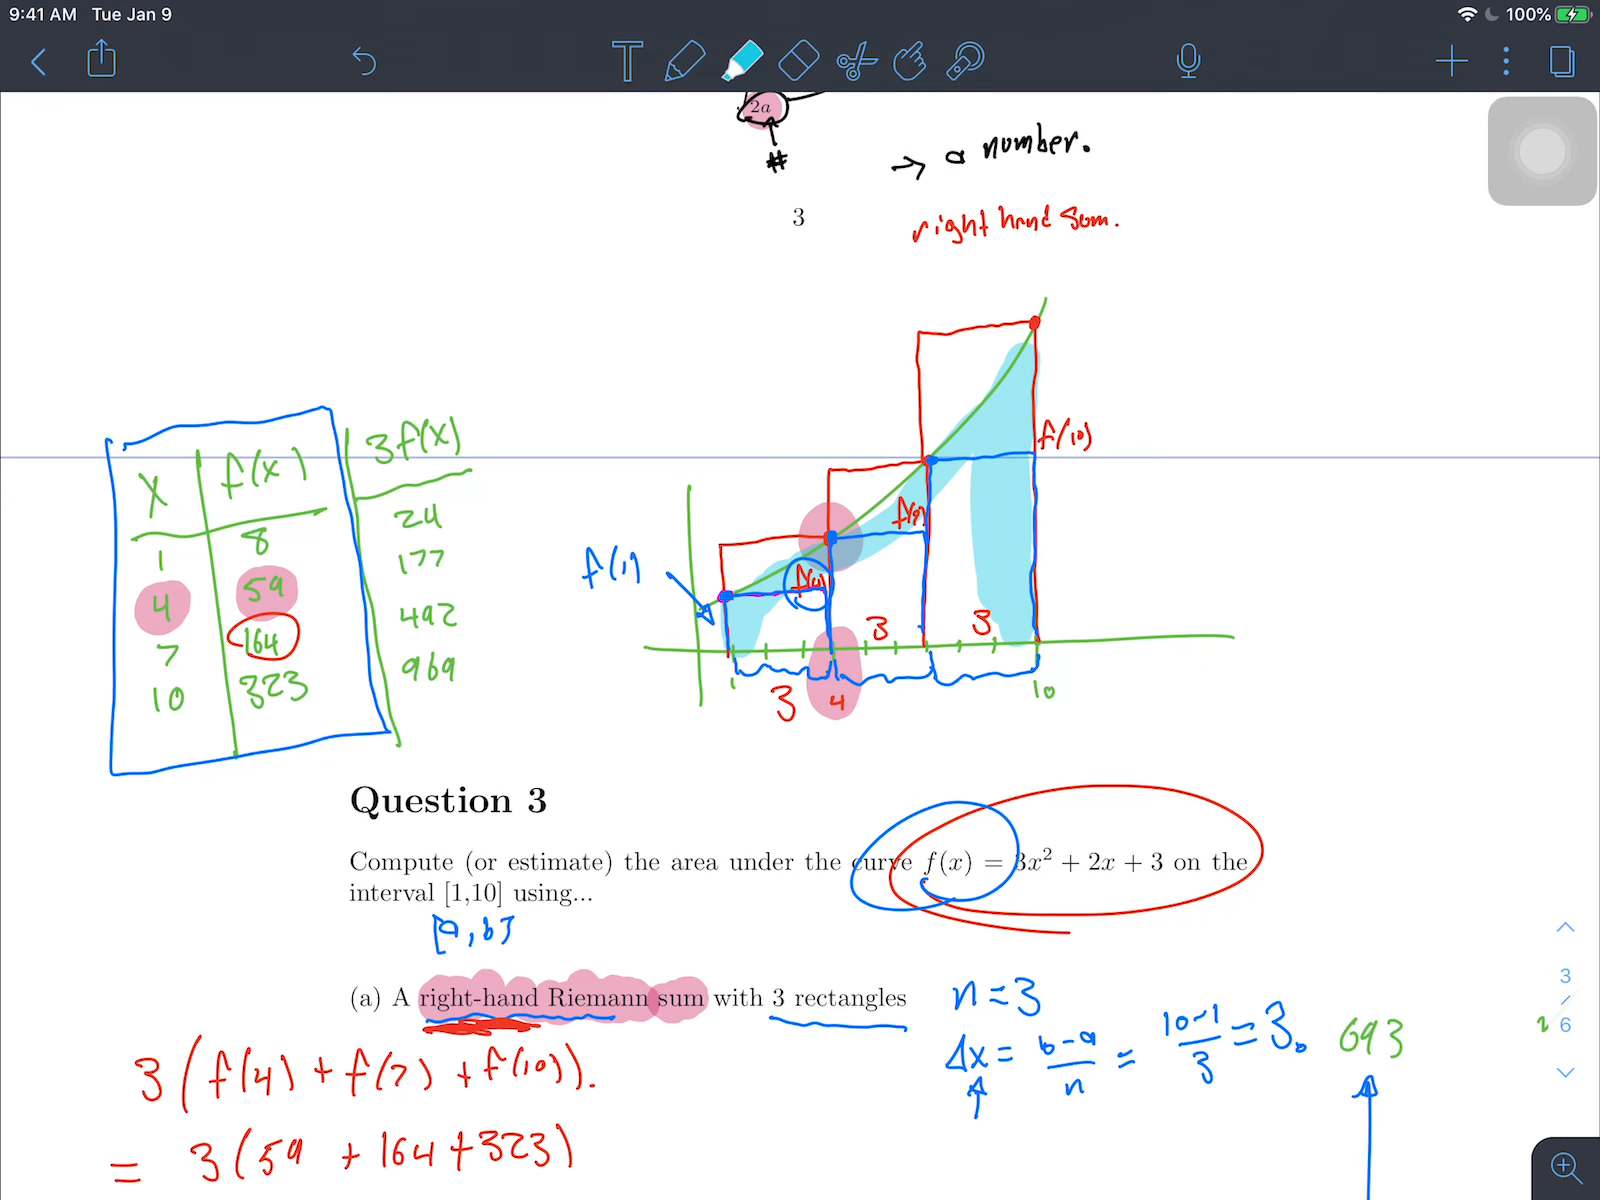 9:41 AM Tue Jan 9
100%
2a
#
→ a number.
3
right hand sum.
x | f(x) | 3f(x)
1 | 8 | 24
4 | 59 | 177
7 | 164 | 492
10 | 323 | 969
f(1)
f(4)
f(7)
f(10)
3
3
3
1
4
10
Question 3
Compute (or estimate) the area under the curve f(x) = 3x² + 2x + 3 on the
interval [1,10] using...
[a, b]
(a) A right-hand Riemann sum with 3 rectangles
n = 3
Δx = b-a/n = 10-1/3 = 3.
693
3
6
3(f(4) + f(7) + f(10)).
= 3(59 + 164 + 323)